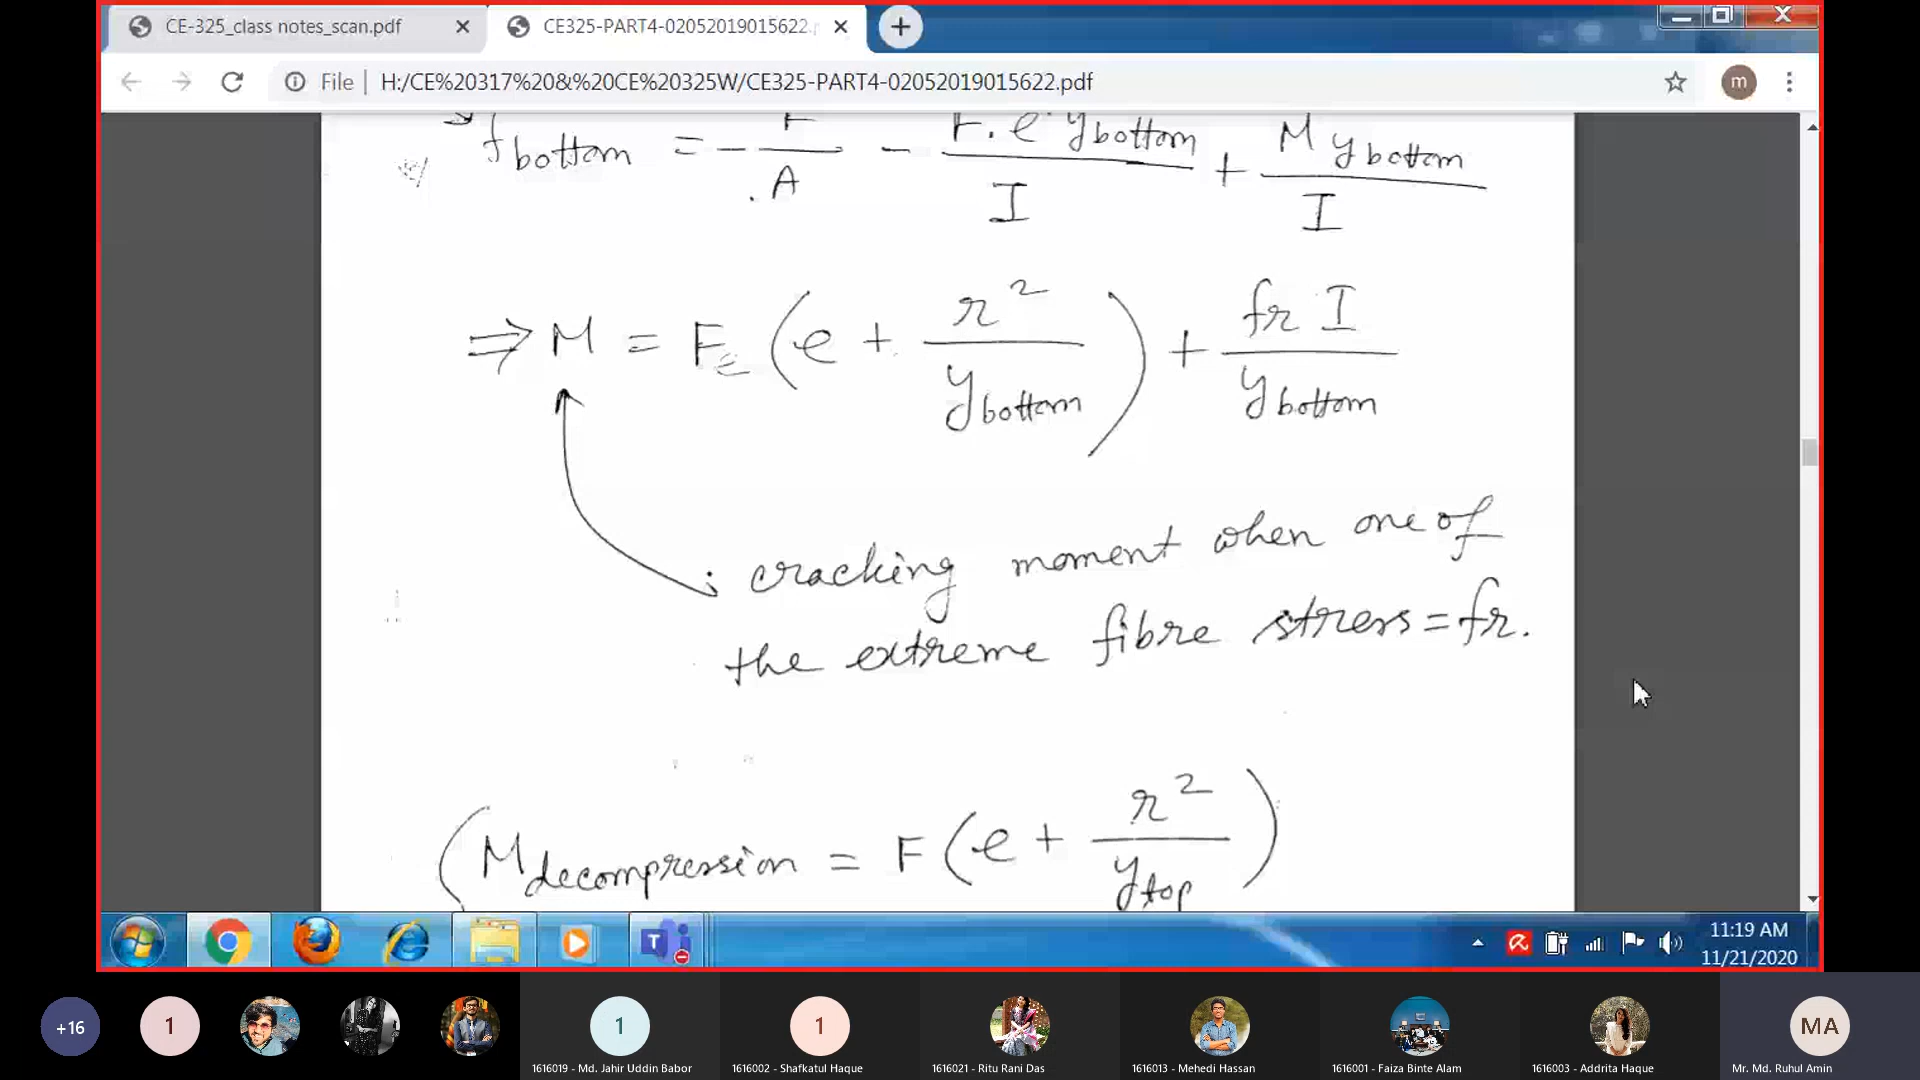 CE-325_class notes_scan.pdf
CE325-PART4-02052019015622.p
File | H:/CE%20317%20&%20CE%20325W/CE325-PART4-02052019015622.pdf
m
f bottom = - F/A - F. e y bottom / I + M y bottom / I
⇒ M = F_E (e + r² / y bottom) + fr I / y bottom
: cracking moment when one of
the extreme fibre stress = fr.
(M decompression = F (e + r² / y top)
11:19 AM
11/21/2020
+16
1
1
1
MA
1616019 - Md. Jahir Uddin Babor
1616002 - Shafkatul Haque
1616021 - Ritu Rani Das
1616013 - Mehedi Hassan
1616001 - Faiza Binte Alam
1616003 - Addrita Haque
Mr. Md. Ruhul Amin